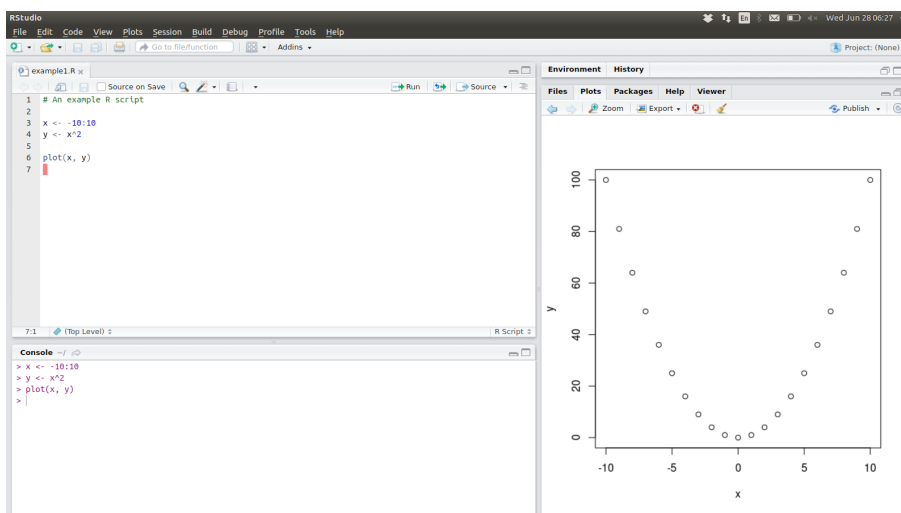 RStudio
En
Wed Jun 28 06:27
File Edit Code View Plots Session Build Debug Profile Tools Help
Go to file/function
Addins
Project: (None)
example1.R
Source on Save
Run
Source
1 # An example R script
2
3 x <- -10:10
4 y <- x^2
5
6 plot(x, y)
7
7:1
(Top Level)
R Script
Console ~/
> x <- -10:10
> y <- x^2
> plot(x, y)
>
Environment History
Files Plots Packages Help Viewer
Zoom Export
Publish
100
80
60
40
20
0
y
-10 -5 0 5 10
x